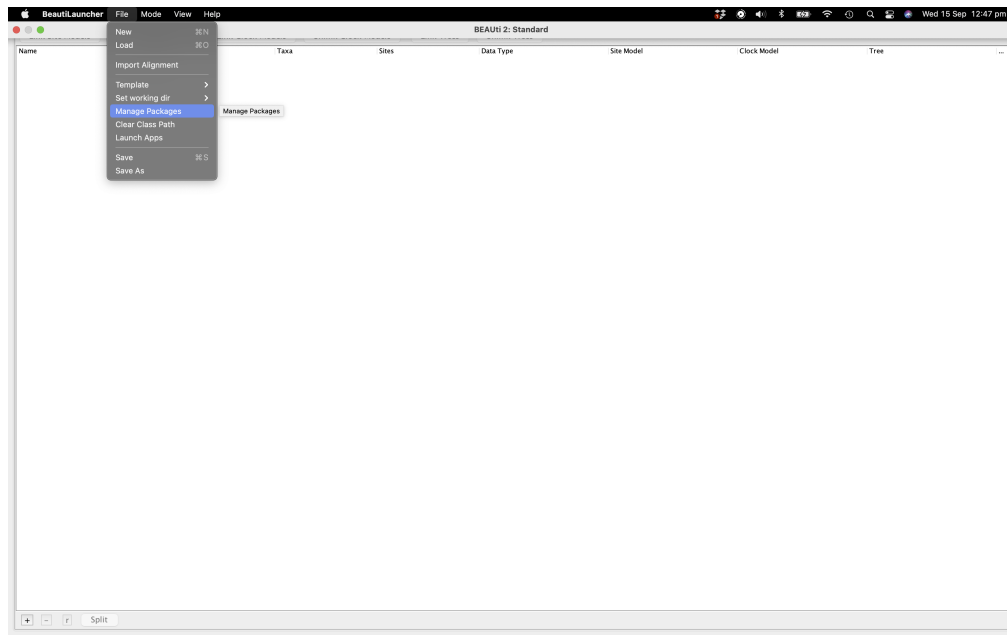 BeautiLauncher File Mode View Help Wed 15 Sep 12:47 pm
BEAUti 2: Standard
New ⌘N
Load ⌘O
Import Alignment
Template >
Set working dir >
Manage Packages
Clear Class Path
Launch Apps
Save ⌘S
Save As
Manage Packages
Name Taxa Sites Data Type Site Model Clock Model Tree ...
+ - r Split